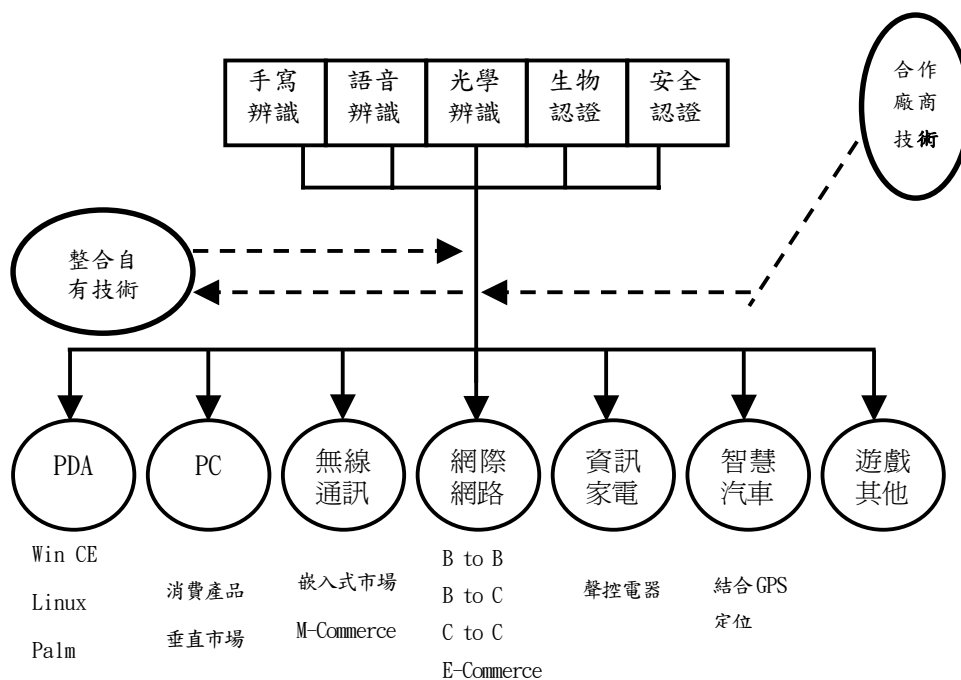 手寫
辨識
語音
辨識
光學
辨識
生物
認證
安全
認證
合作
廠商
技術
整合自
有技術
PDA
PC
無線
通訊
網際
網路
資訊
家電
智慧
汽車
遊戲
其他
Win CE
Linux
Palm
消費產品
垂直市場
嵌入式市場
M-Commerce
B to B
B to C
C to C
E-Commerce
聲控電器
結合GPS
定位